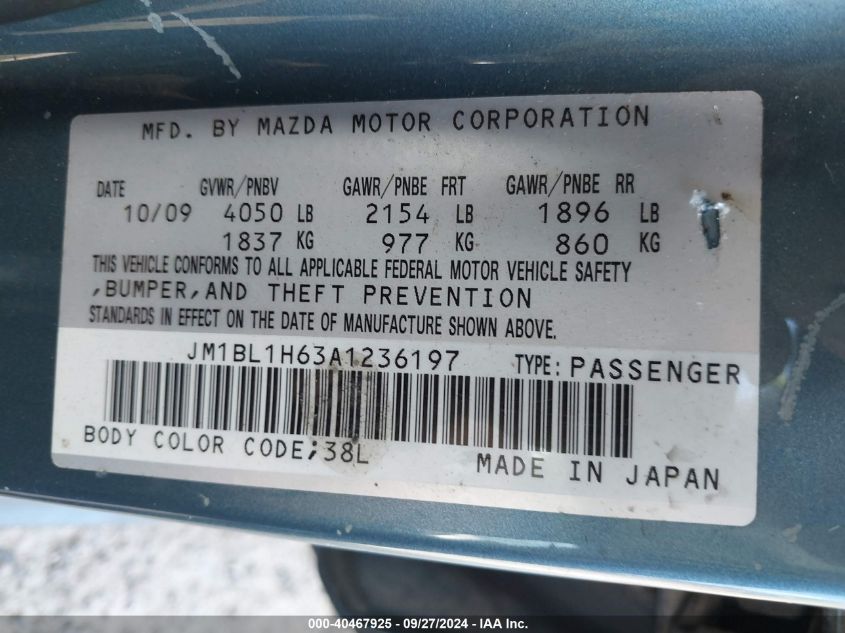 MFD. BY MAZDA MOTOR CORPORATION
DATE GVWR/PNBV GAWR/PNBE FRT GAWR/PNBE RR
10/09 4050 LB 2154 LB 1896 LB
1837 KG 977 KG 860 KG
THIS VEHICLE CONFORMS TO ALL APPLICABLE FEDERAL MOTOR VEHICLE SAFETY
,BUMPER,AND THEFT PREVENTION
STANDARDS IN EFFECT ON THE DATE OF MANUFACTURE SHOWN ABOVE.
JM1BL1H63A1236197 TYPE: PASSENGER
BODY COLOR CODE;38L
MADE IN JAPAN
000-40467925 - 09/27/2024 - IAAI Inc.